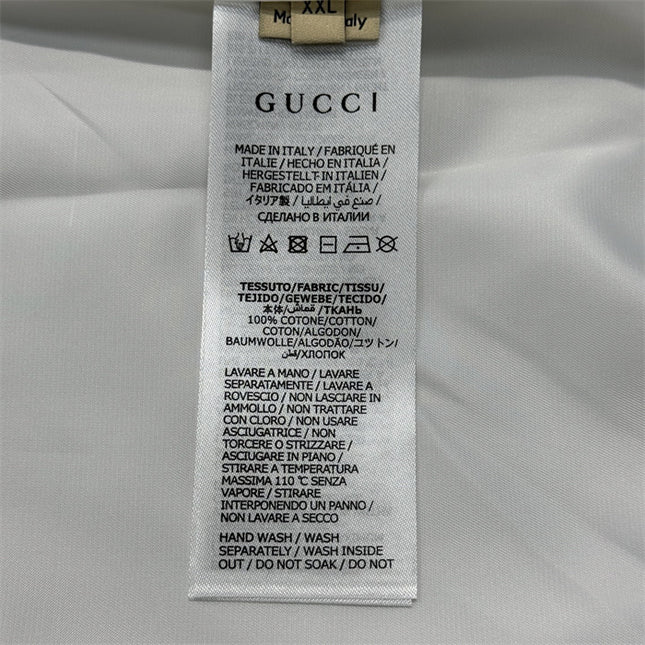 XXL
GUCCI
MADE IN ITALY / FABRIQUÉ EN
ITALIE / HECHO EN ITALIA /
HERGESTELLT IN ITALIEN /
FABRICADO EM ITÁLIA /
イタリア製 / صنع في ايطاليا /
СДЕЛАНО В ИТАЛИИ
TESSUTO/FABRIC/TISSU/
TEJIDO/GEWEBE/TECIDO/
本体/قماش/ТКАНЬ
100% COTONE/COTTON/
COTON/ALGODON/
BAUMWOLLE/ALGODÃO/コットン/
قطن/ХЛОПОК
LAVARE A MANO / LAVARE
SEPARATAMENTE / LAVARE A
ROVESCIO / NON LASCIARE IN
AMMOLLO / NON TRATTARE
CON CLORO / NON USARE
ASCIUGATRICE / NON
TORCERE O STRIZZARE /
ASCIUGARE IN PIANO /
STIRARE A TEMPERATURA
MASSIMA 110 °C SENZA
VAPORE / STIRARE
INTERPONENDO UN PANNO /
NON LAVARE A SECCO
HAND WASH / WASH
SEPARATELY / WASH INSIDE
OUT / DO NOT SOAK / DO NOT